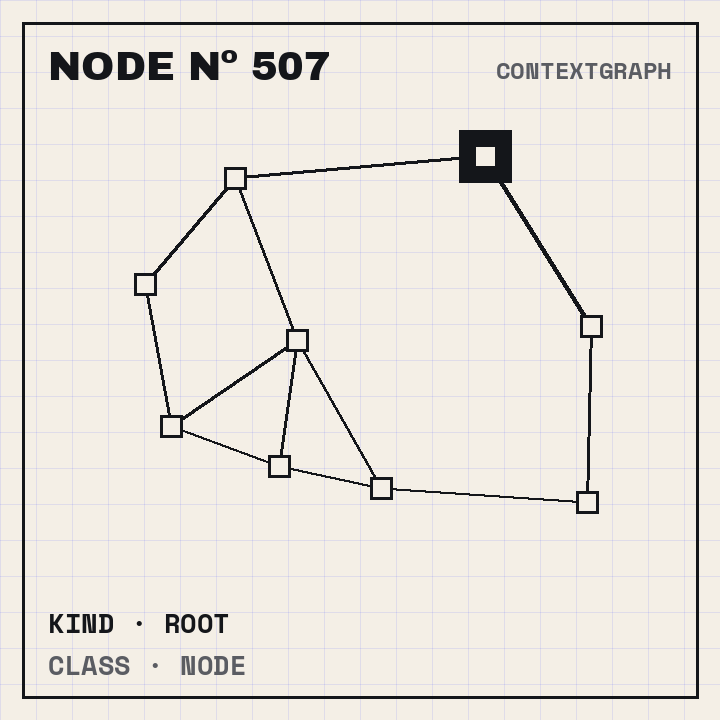 NODE Nº 507
CONTEXTGRAPH
KIND · ROOT
CLASS · NODE